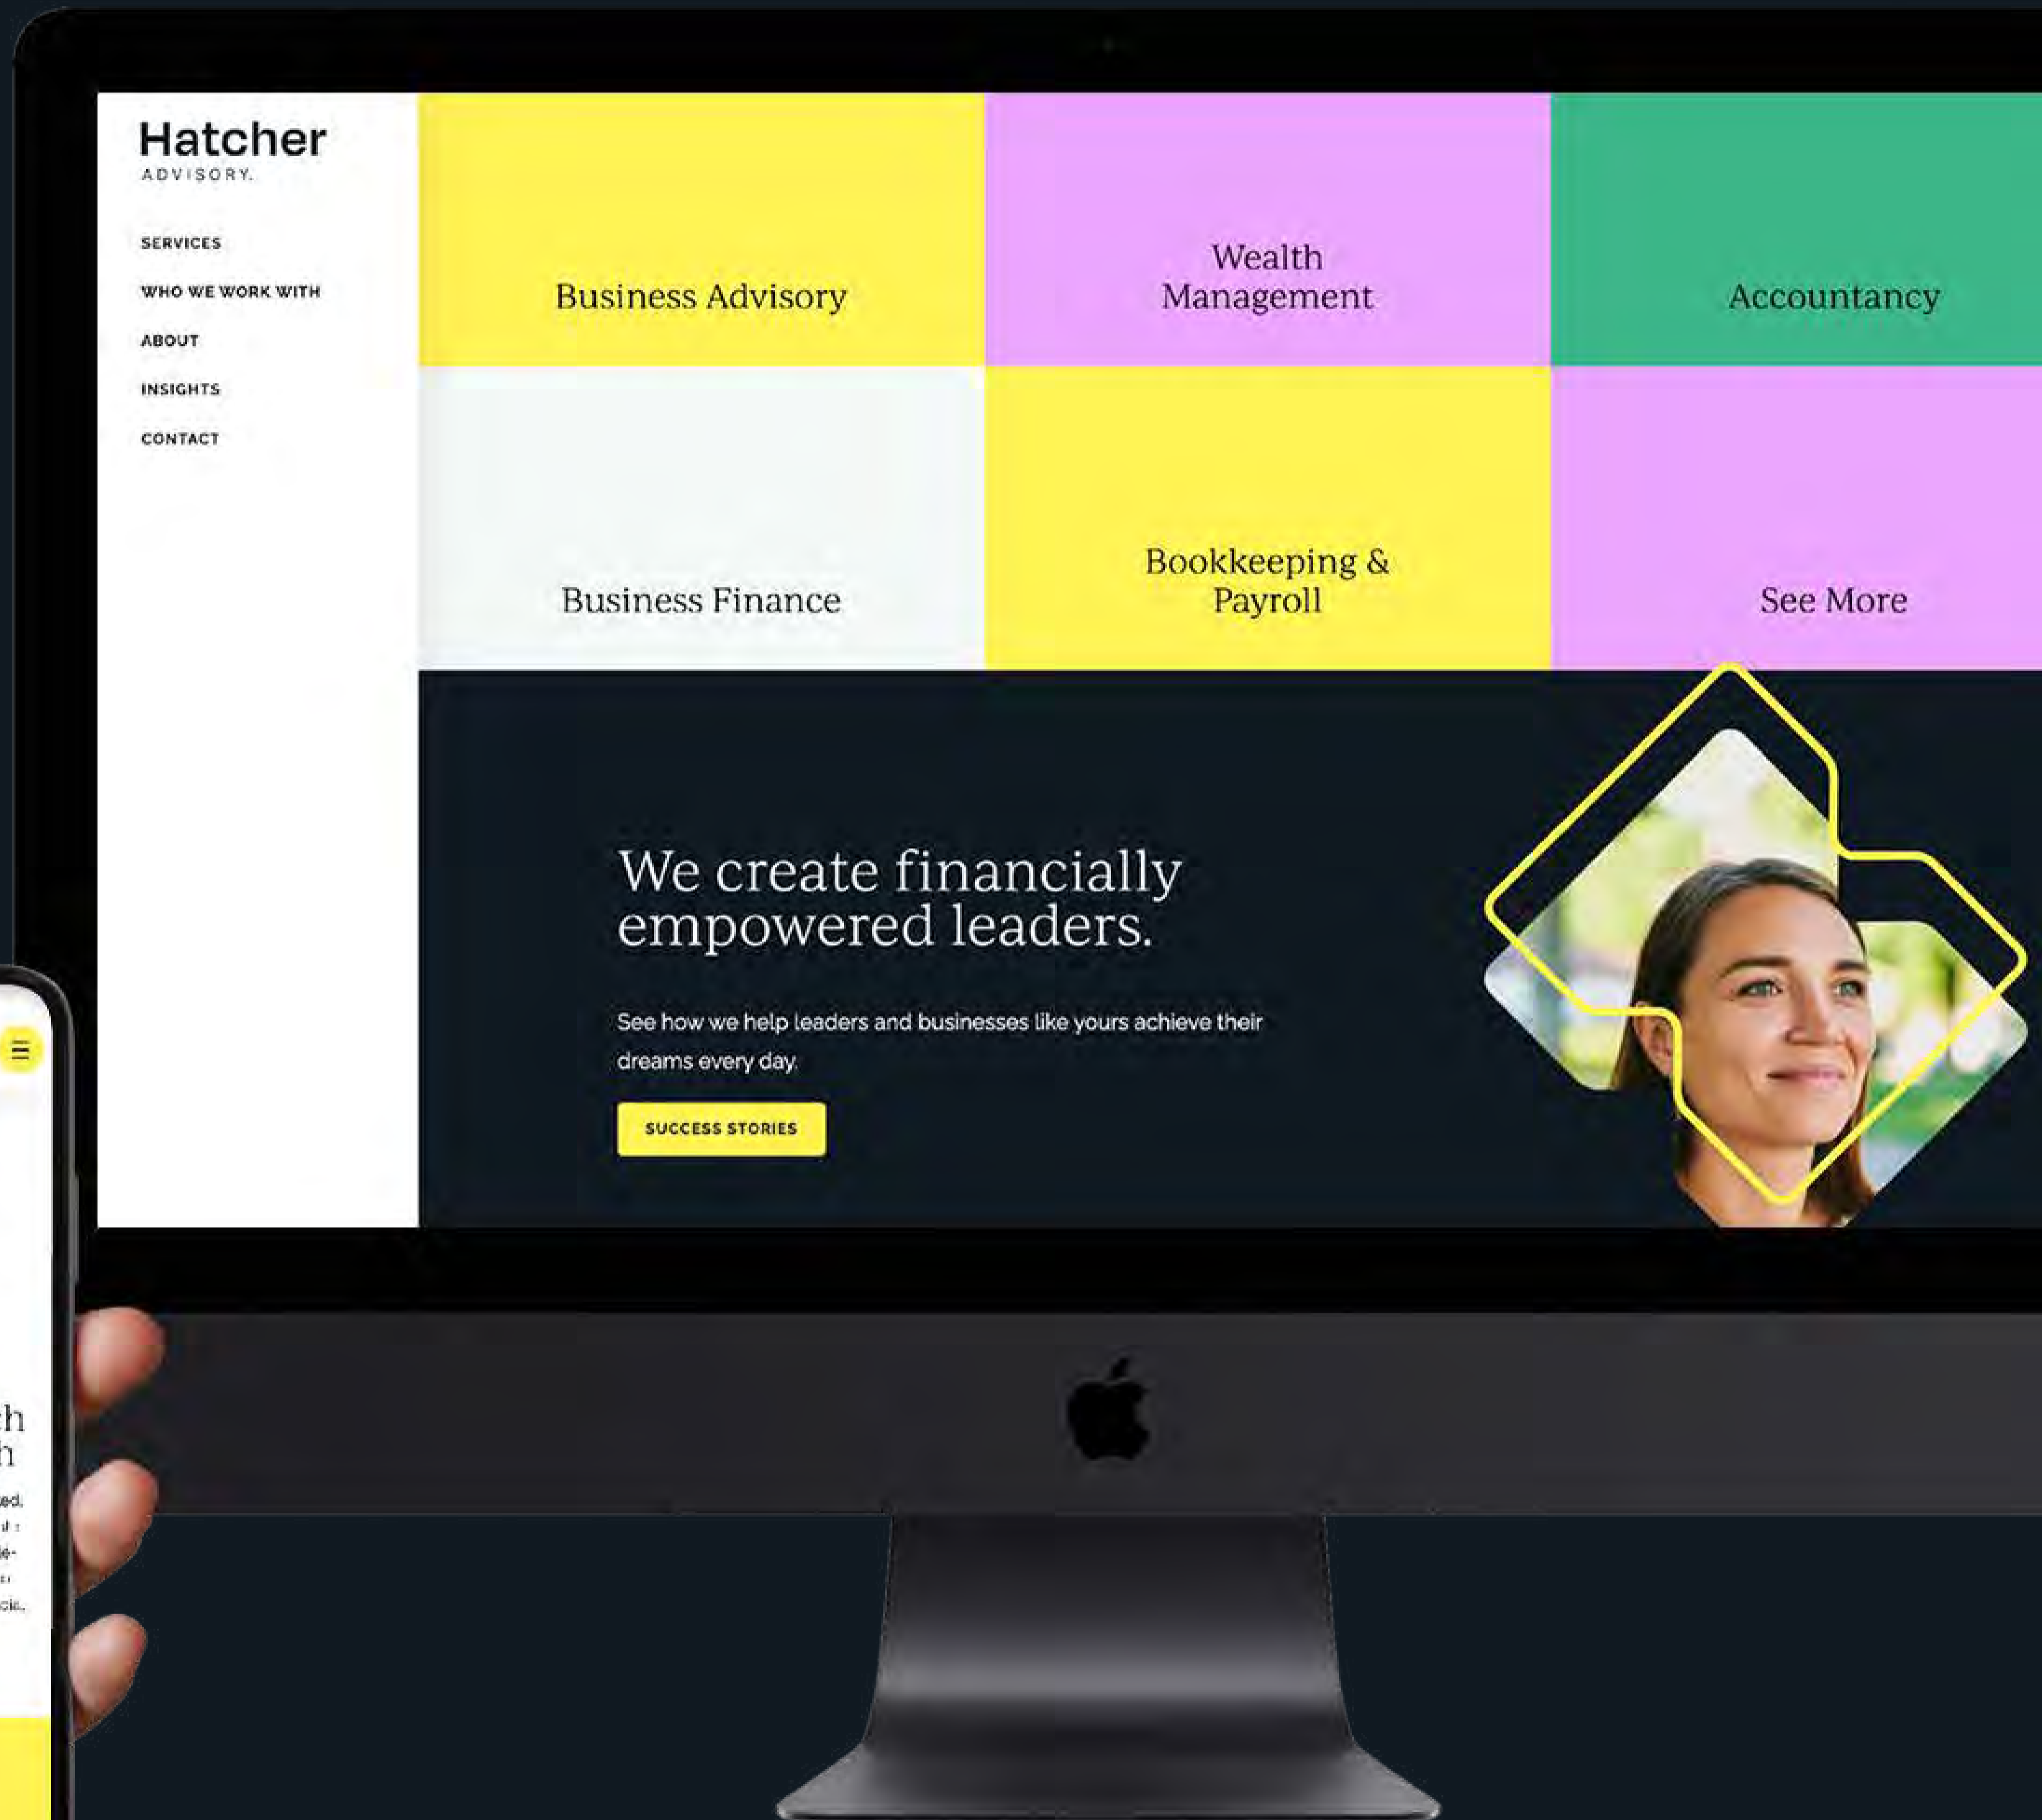 Hatcher
ADVISORY.
SERVICES
WHO WE WORK WITH
ABOUT
INSIGHTS
CONTACT
Business Advisory
Wealth
Management
Accountancy
Business Finance
Bookkeeping &
Payroll
See More
We create financially
empowered leaders.
See how we help leaders and businesses like yours achieve their
dreams every day.
SUCCESS STORIES